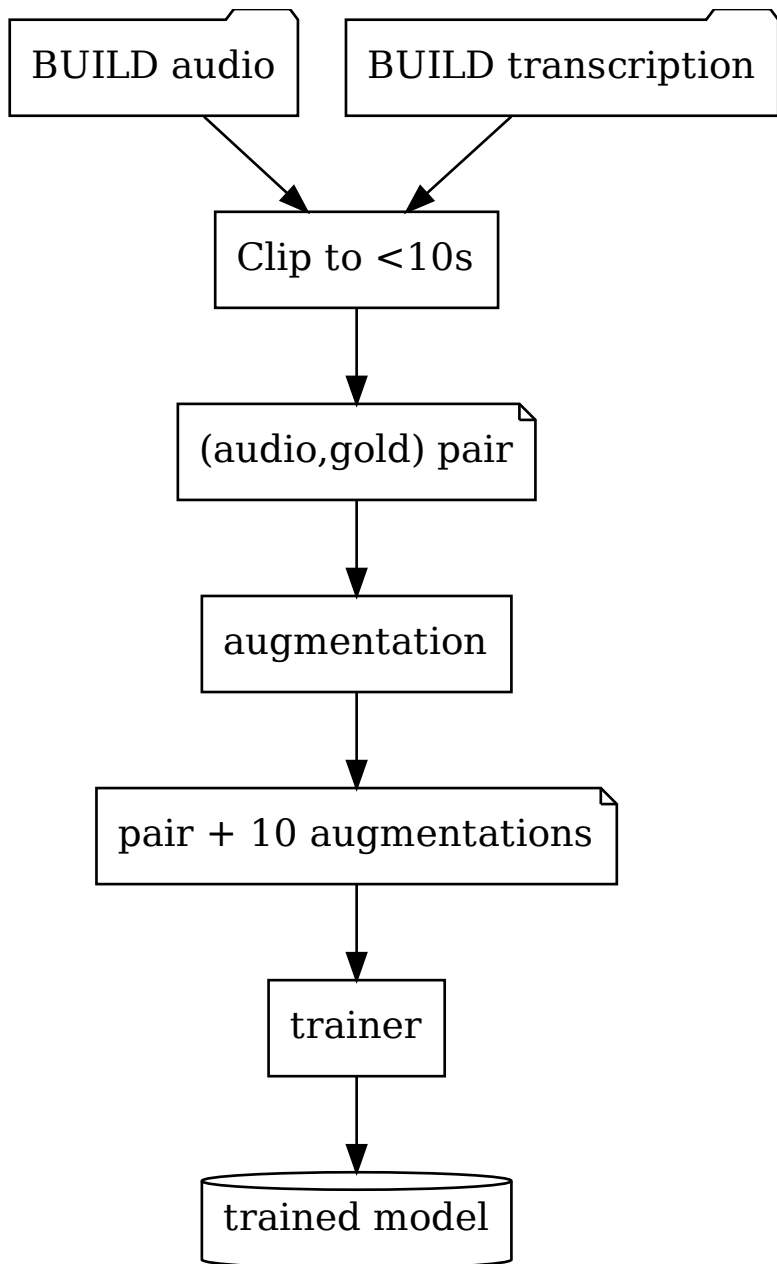 BUILD audio
BUILD transcription
Clip to <10s
(audio,gold) pair
augmentation
pair + 10 augmentations
trainer
trained model